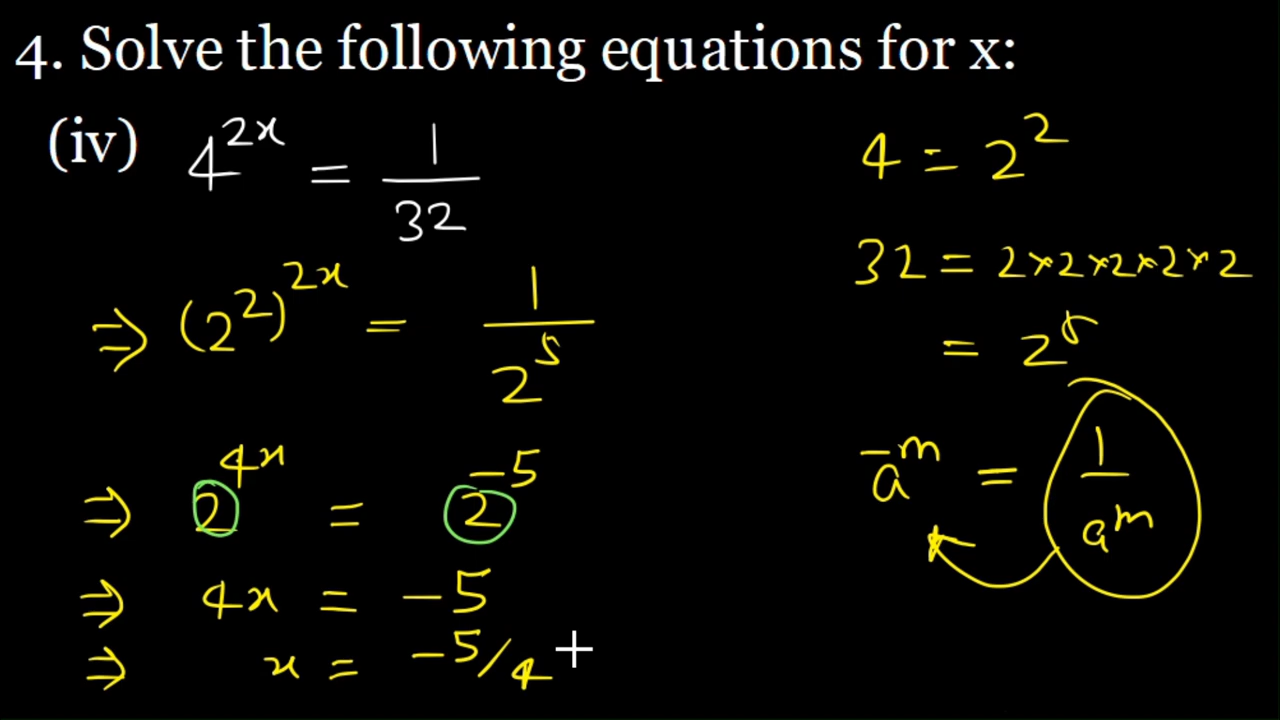 4. Solve the following equations for x:
(iv) 4^{2x} = 1/32
4 = 2^2
32 = 2×2×2×2×2
= 2^5
⇒ (2^2)^{2x} = 1/2^5
a^{-m} = 1/a^m
⇒ 2^{4x} = 2^{-5}
⇒ 4x = -5
⇒ x = -5/4